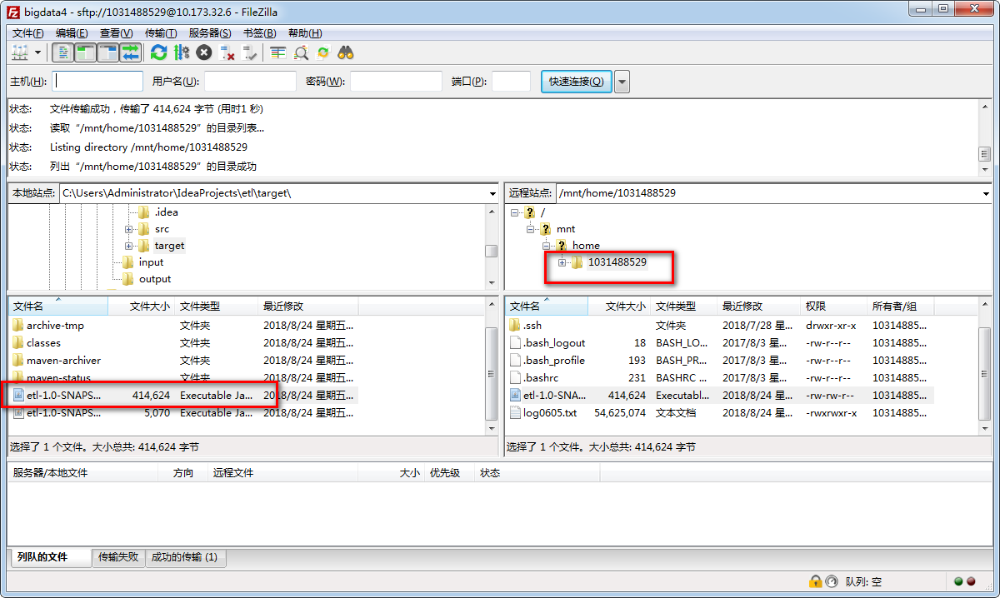 bigdata4 - sftp://1031488529@10.173.32.6 - FileZilla
文件(F) 编辑(E) 查看(V) 传输(T) 服务器(S) 书签(B) 帮助(H)
主机(H): 用户名(U): 密码(W): 端口(P): 快速连接(Q)
状态: 文件传输成功，传输了 414,624 字节 (用时1 秒)
状态: 读取“/mnt/home/1031488529”的目录列表...
状态: Listing directory /mnt/home/1031488529
状态: 列出“/mnt/home/1031488529”的目录成功
本地站点: C:\Users\Administrator\IdeaProjects\etl\target\
.idea
src
target
input
output
远程站点: /mnt/home/1031488529
/
mnt
home
1031488529
文件名 文件大小 文件类型 最近修改
archive-tmp 文件夹 2018/8/24 星期五...
classes 文件夹 2018/8/24 星期五...
maven-archiver 文件夹 2018/8/24 星期五...
maven-status 文件夹 2018/8/24 星期五...
etl-1.0-SNAPS... 414,624 Executable Ja... 2018/8/24 星期五...
etl-1.0-SNAPS... 5,070 Executable Ja... 2018/8/24 星期五...
选择了 1 个文件。大小总共: 414,624 字节
文件名 文件大小 文件类型 最近修改 权限 所有者/组
.ssh 文件夹 2018/7/28 星... drwxr-xr-x 10314885...
.bash_logout 18 BASH_LO... 2017/8/3 星... -rw-r--r-- 10314885...
.bash_profile 193 BASH_PR... 2017/8/3 星... -rw-r--r-- 10314885...
.bashrc 231 BASHRC ... 2017/8/3 星... -rw-r--r-- 10314885...
etl-1.0-SNA... 414,624 Executabl... 2018/8/24 星... -rw-rw-r-- 10314885...
log0605.txt 54,625,074 文本文档 2018/8/24 星... -rwxrwxr-x 10314885...
选择了 1 个文件。大小总共: 414,624 字节
服务器/本地文件 方向 远程文件 大小 优先级 状态
列队的文件 传输失败 成功的传输 (1)
队列: 空